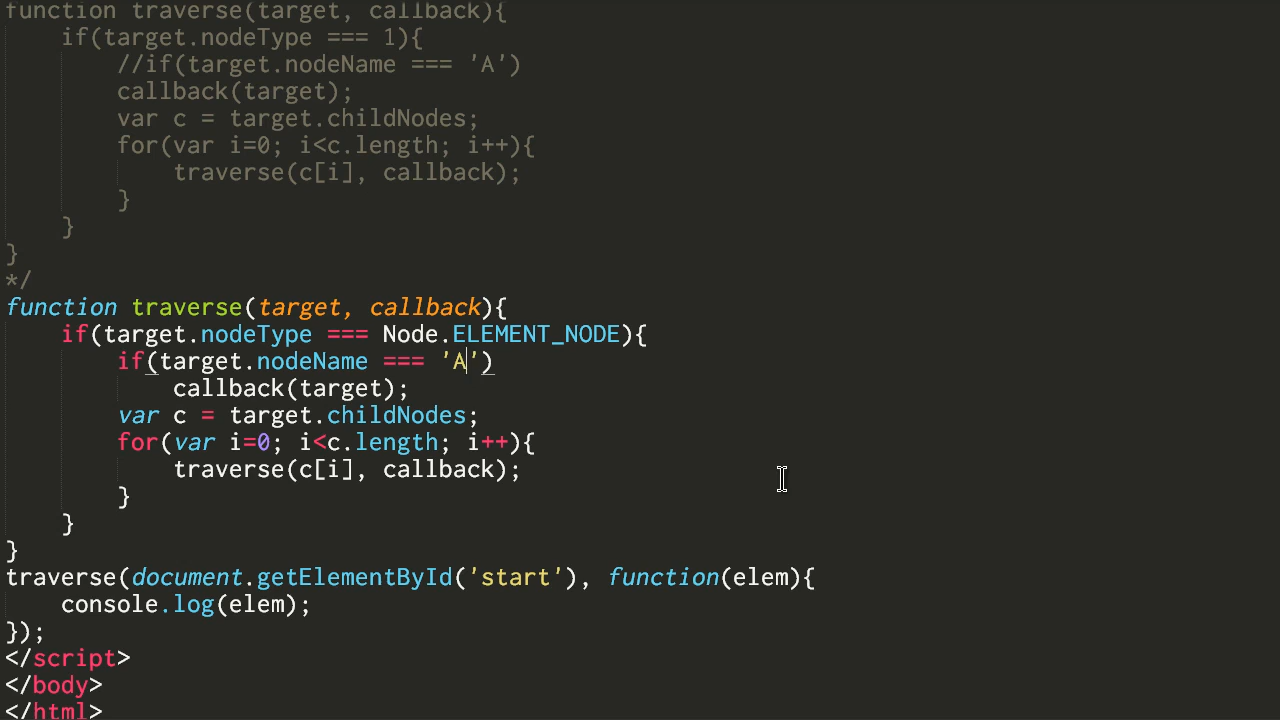 function traverse(target, callback){
    if(target.nodeType === 1){
        //if(target.nodeName === 'A')
        callback(target);
        var c = target.childNodes;
        for(var i=0; i<c.length; i++){
            traverse(c[i], callback);
        }
    }
}
*/
function traverse(target, callback){
    if(target.nodeType === Node.ELEMENT_NODE){
        if(target.nodeName === 'A')
            callback(target);
        var c = target.childNodes;
        for(var i=0; i<c.length; i++){
            traverse(c[i], callback);
        }
    }
}
traverse(document.getElementById('start'), function(elem){
    console.log(elem);
});
</script>
</body>
</html>